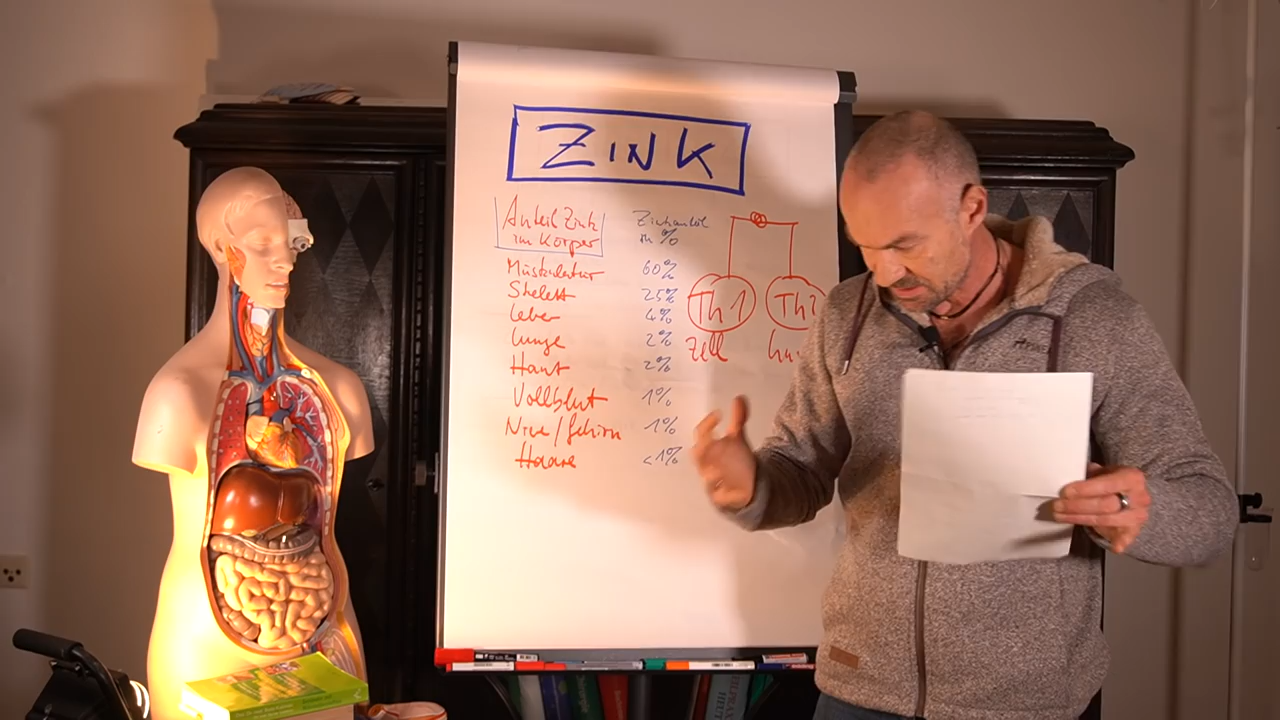 ZINK
Anteil Zink
im Körper
Zinkanteil
in %
Muskulatur 60%
Skelett 25%
Leber 4%
Lunge 2%
Haut 2%
Vollblut 1%
Niere/Gehirn 1%
Haare <1%
Th1
Th2
Zell